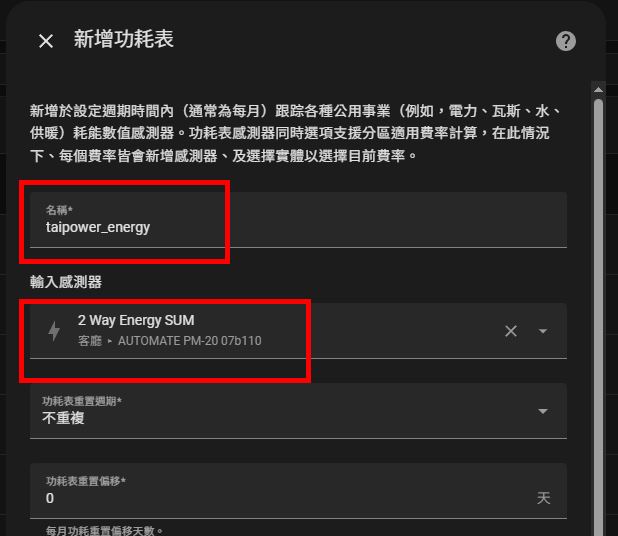 新增功耗表
新增於設定週期時間內（通常為每月）跟踪各種公用事業（例如，電力、瓦斯、水、
供暖）耗能數值感測器。功耗表感測器同時選項支援分區適用費率計算，在此情況
下、每個費率皆會新增感測器、及選擇實體以選擇目前費率。
名稱*
taipower_energy
輸入感測器
2 Way Energy SUM
客廳 ▸ AUTOMATE PM-20 07b110
功耗表重置週期*
不重複
功耗表重置偏移*
0 天
每月功耗重置偏移天數。